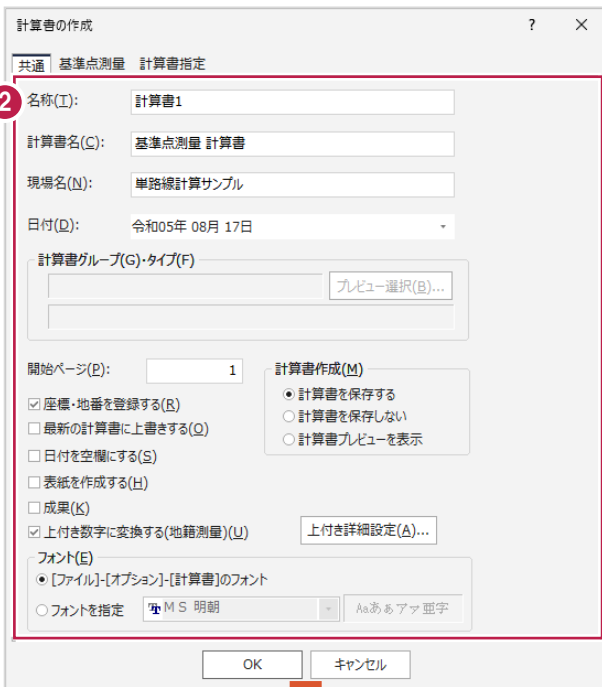 計算書の作成 ? ×
共通 基準点測量 計算書指定
2
名称(T): 計算書1
計算書名(C): 基準点測量 計算書
現場名(N): 単路線計算サンプル
日付(D): 令和05年 08月 17日
計算書グループ(G)・タイプ(F)
プレビュー選択(B)...
開始ページ(P): 1
計算書作成(M)
計算書を保存する
計算書を保存しない
計算書プレビューを表示
座標・地番を登録する(R)
最新の計算書に上書きする(O)
日付を空欄にする(S)
表紙を作成する(H)
成果(K)
上付き数字に変換する(地籍測量)(U) 上付き詳細設定(A)...
フォント(E)
[ファイル]-[オプション]-[計算書]のフォント
フォントを指定 MS 明朝 Aaあぁアァ亜字
OK キャンセル